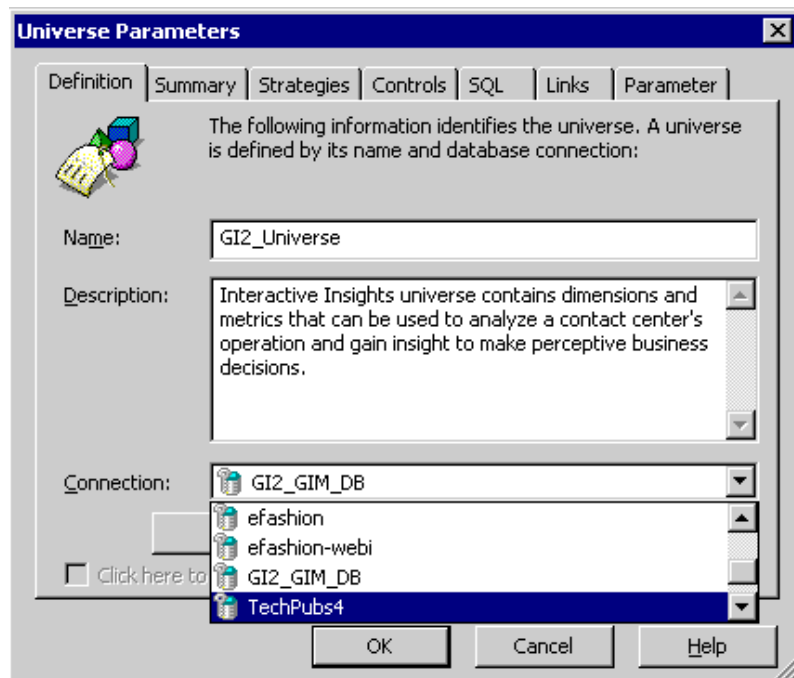 Universe Parameters
Definition Summary Strategies Controls SQL Links Parameter
The following information identifies the universe. A universe
is defined by its name and database connection:
Name: GI2_Universe
Description: Interactive Insights universe contains dimensions and
metrics that can be used to analyze a contact center's
operation and gain insight to make perceptive business
decisions.
Connection: GI2_GIM_DB
efashion
efashion-webi
Click here to GI2_GIM_DB
TechPubs4
OK Cancel Help